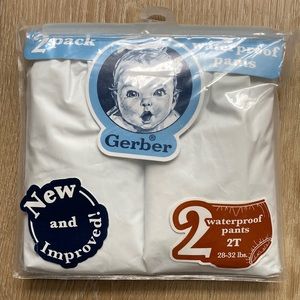 2 pack
waterproof
pants
Gerber®
New
and
Improved!
2
waterproof
pants
2T
28-32 lbs.